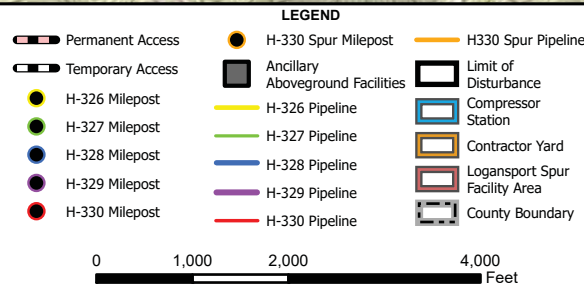 LEGEND
Permanent Access
Temporary Access
H-326 Milepost
H-327 Milepost
H-328 Milepost
H-329 Milepost
H-330 Milepost
H-330 Spur Milepost
Ancillary
Aboveground Facilities
H-326 Pipeline
H-327 Pipeline
H-328 Pipeline
H-329 Pipeline
H-330 Pipeline
H330 Spur Pipeline
Limit of
Disturbance
Compressor
Station
Contractor Yard
Logansport Spur
Facility Area
County Boundary
0 1,000 2,000 4,000
Feet